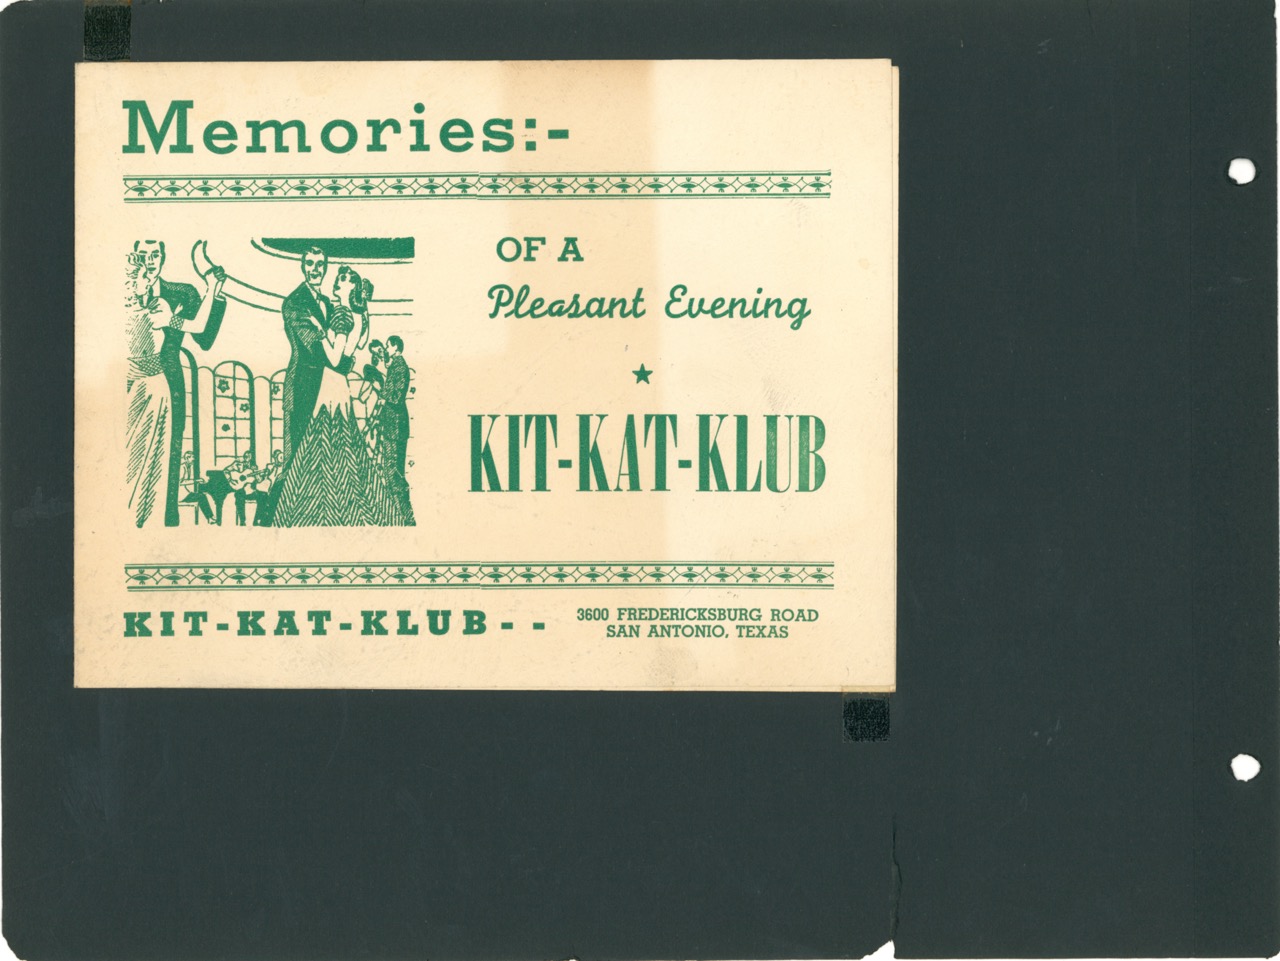 Memories:-
OF A
Pleasant Evening
KIT-KAT-KLUB
KIT-KAT-KLUB--
3600 FREDERICKSBURG ROAD
SAN ANTONIO, TEXAS